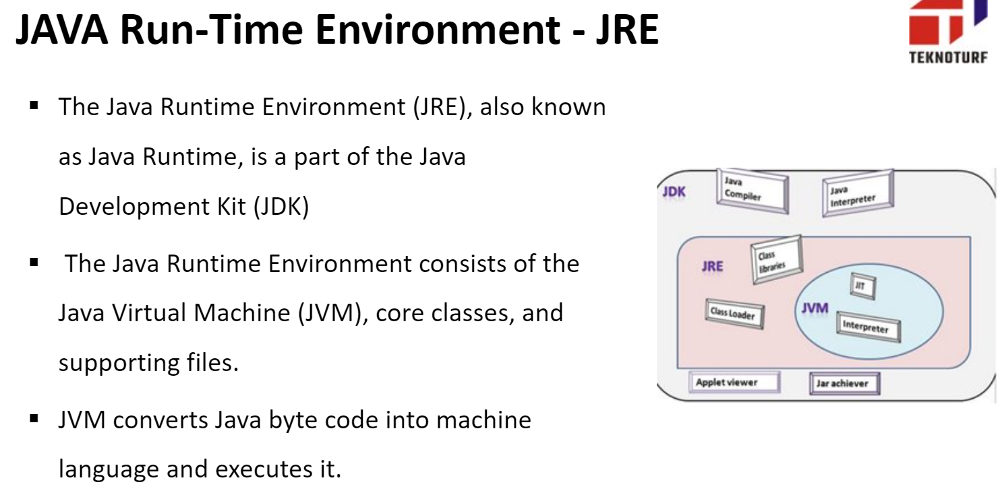 JAVA Run-Time Environment - JRE
TEKNOTURF
▪ The Java Runtime Environment (JRE), also known
as Java Runtime, is a part of the Java
Development Kit (JDK)
▪ The Java Runtime Environment consists of the
Java Virtual Machine (JVM), core classes, and
supporting files.
▪ JVM converts Java byte code into machine
language and executes it.
JDK
Java
Compiler
Java
Interpreter
JRE
Class
libraries
Class Loader
JIT
JVM
Interpreter
Applet viewer
Jar achiever